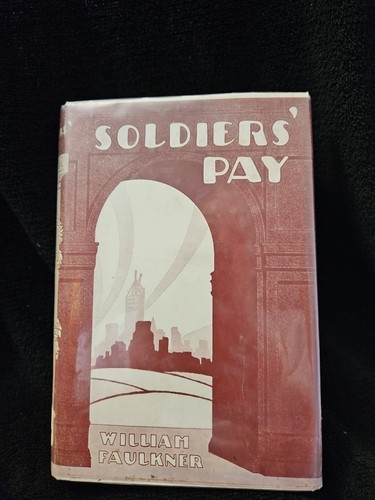 SOLDIERS'
PAY
WILLIAM
FAULKNER